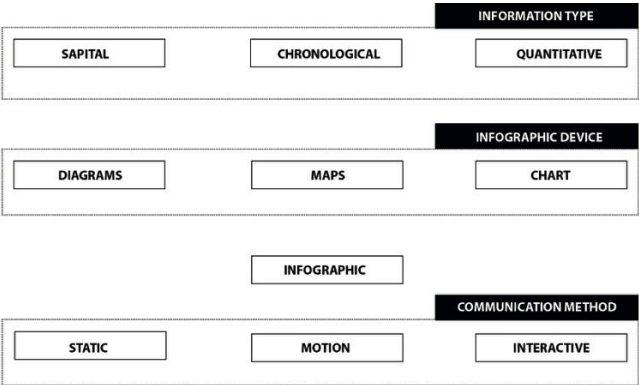 INFORMATION TYPE
SAPITAL CHRONOLOGICAL QUANTITATIVE
INFOGRAPHIC DEVICE
DIAGRAMS MAPS CHART
INFOGRAPHIC
COMMUNICATION METHOD
STATIC MOTION INTERACTIVE